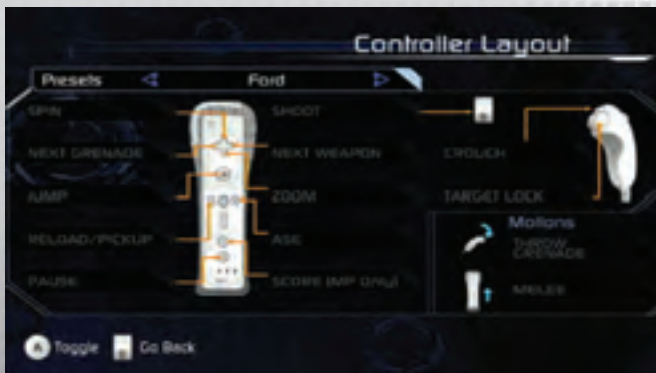 Controller Layout
Presets Ford
SPIN
SHOOT
NEXT GRENADE
NEXT WEAPON
CROUCH
JUMP
ZOOM
TARGET LOCK
RELOAD/PICKUP
ASE
Motions
THROW
GRENADE
PAUSE
SCORE (MP Only)
MELEE
Toggle Go Back